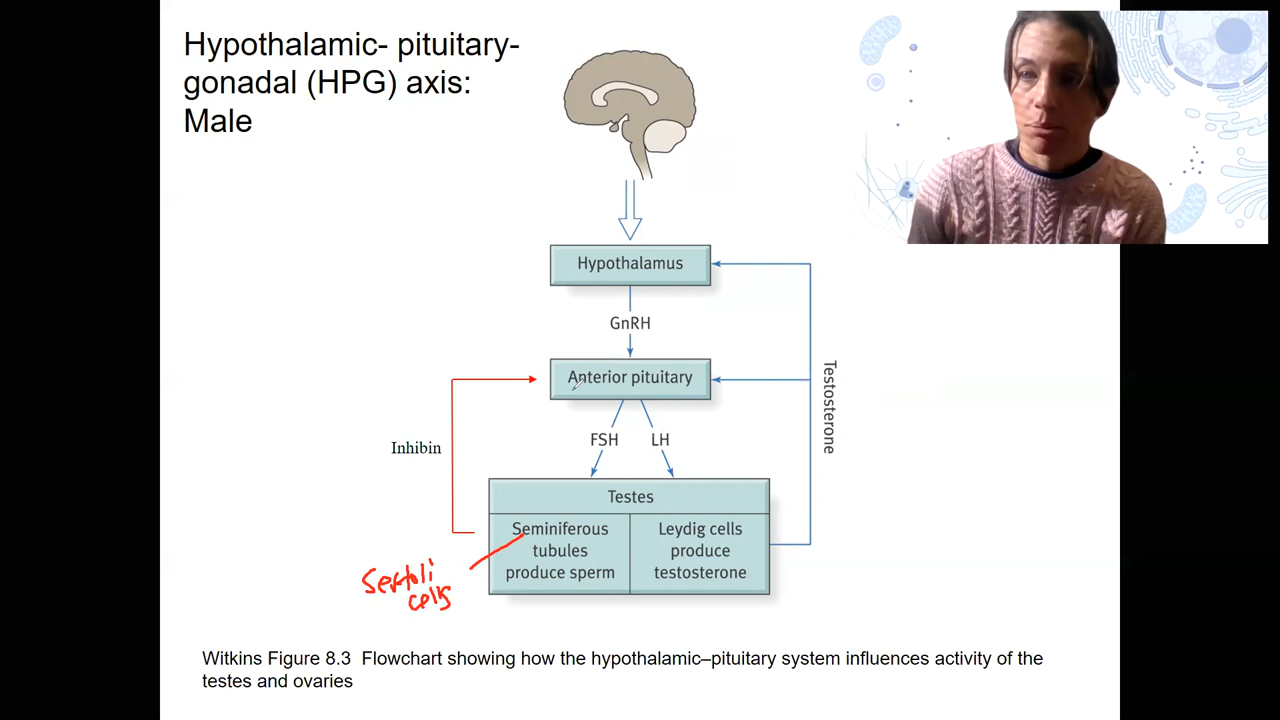 Hypothalamic- pituitary-
gonadal (HPG) axis:
Male
Hypothalamus
GnRH
Anterior pituitary
Testosterone
FSH
LH
Inhibin
Testes
Seminiferous
tubules
produce sperm
Leydig cells
produce
testosterone
Sertoli
cells
Witkins Figure 8.3 Flowchart showing how the hypothalamic–pituitary system influences activity of the
testes and ovaries